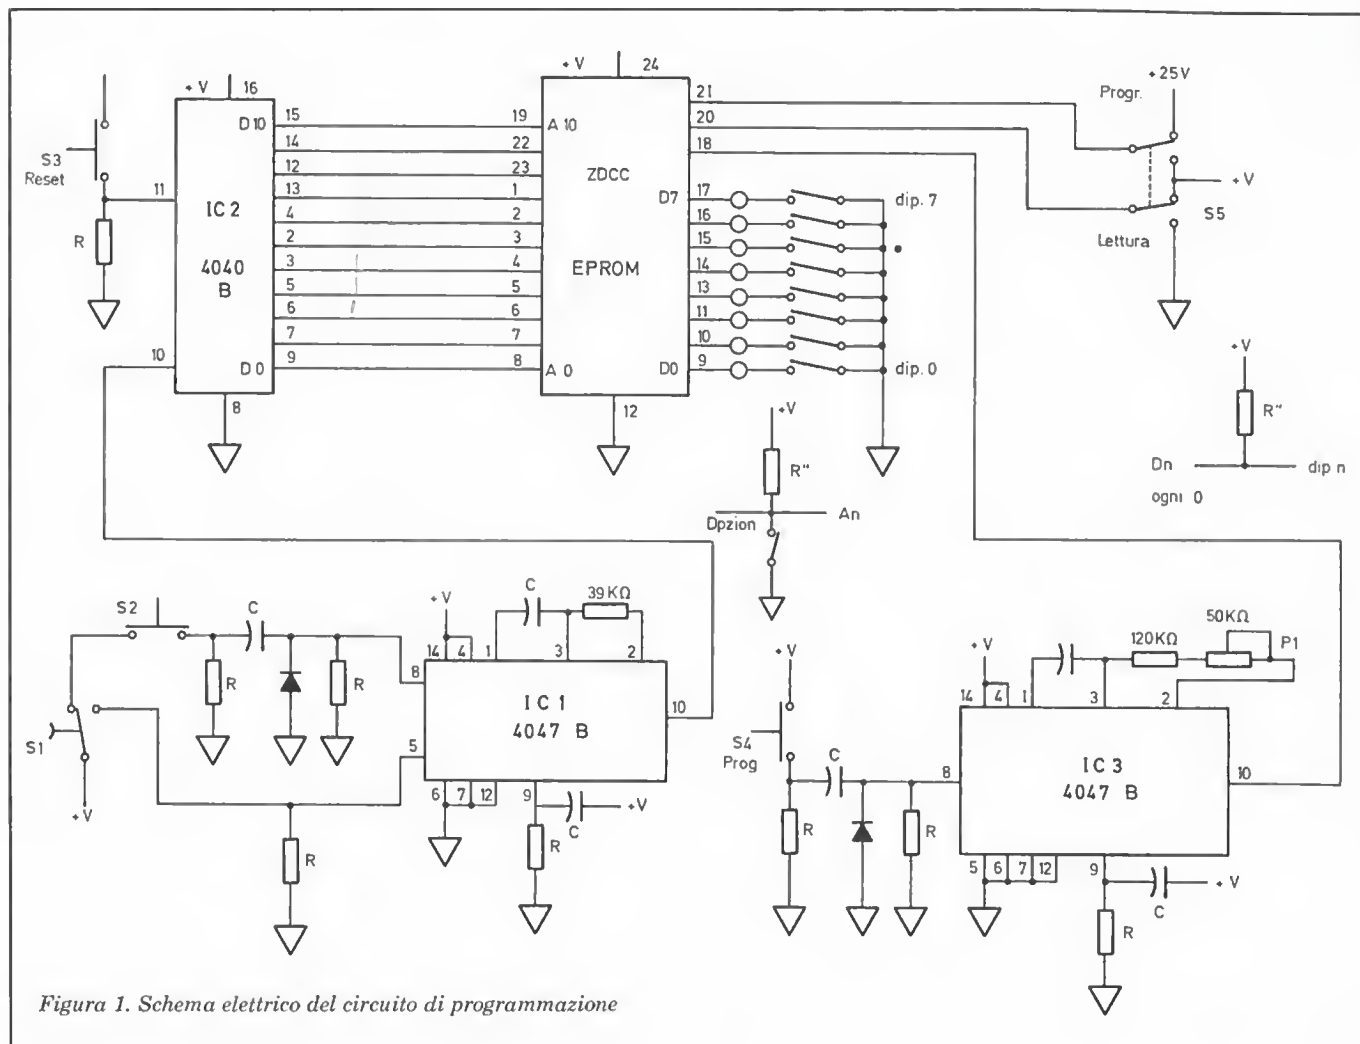 +V 16
+V 24
+25V
Progr.
S3
Reset
11
R
10
D10
IC 2
4040
B
D0
8
15
14
12
13
4
2
3
5
6
7
9
19
22
23
1
2
3
4
5
6
7
8
A 10
ZDCC
D7
EPROM
A 0
D0
12
21
20
18
17
16
15
14
13
11
10
9
dip. 7
dip. 0
+V
S5
Lettura
+V
R"
Dn
dip n
ogni 0
+V
R"
Dpzion
An
S2
C
R
R
S1
+V
R
+V
14
4
1
3
2
C
39KΩ
8
5
IC 1
4047 B
10
6
7
12
9
C
+V
R
+V
S4
Prog
C
R
R
+V
14
4
1
3
2
120KΩ
50KΩ
P1
8
IC 3
4047 B
10
5
6
7
12
9
C
+V
R
Figura 1. Schema elettrico del circuito di programmazione